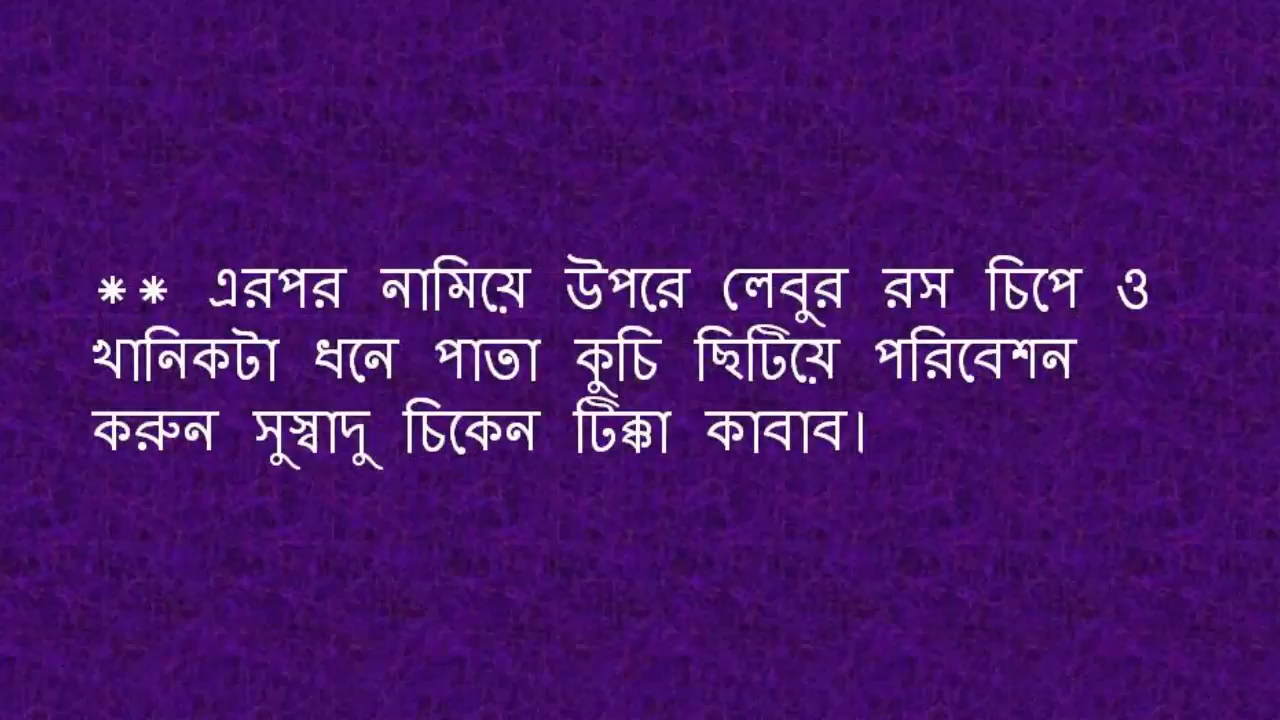 ** এরপর নামিয়ে উপরে লেবুর রস চিপে ও
খানিকটা ধনে পাতা কুচি ছিটিয়ে পরিবেশন
করুন সুস্বাদু চিকেন টিক্কা কাবাব।